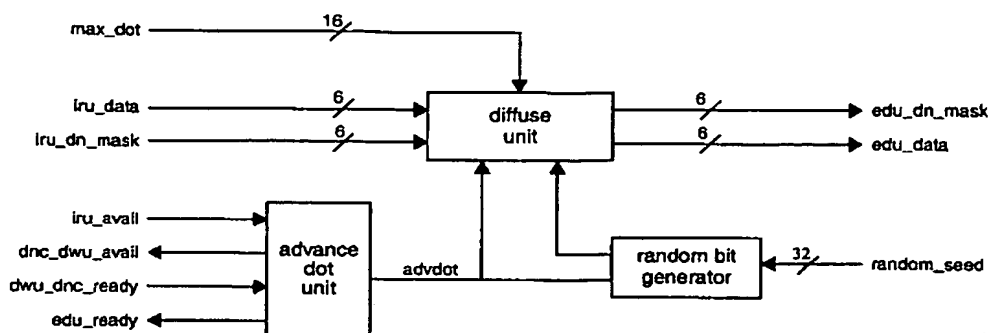 max_dot 16
iru_data 6
iru_dn_mask 6
diffuse
unit
6 edu_dn_mask
6 edu_data
iru_avail
dnc_dwu_avail
dwu_dnc_ready
edu_ready
advance
dot
unit
advdot
random bit
generator
32 random_seed